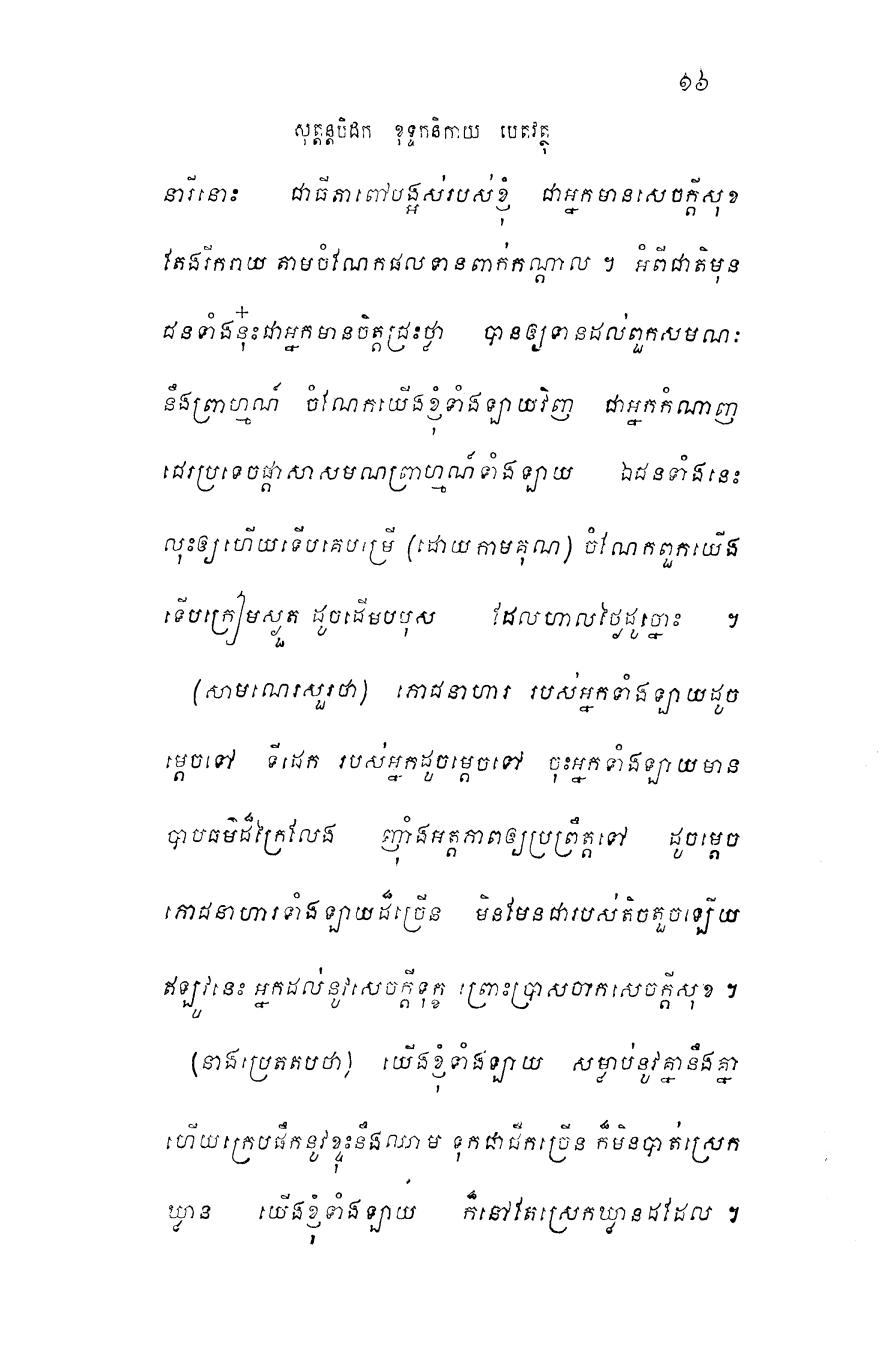 ១៦
សុត្តន្តបិដក ខុទ្ទកនិកាយ បេតវត្ថុ
នារីនោះ ជាធីតាពៅបង្អស់របស់ខ្ញុំ ជាអ្នកមានសេចក្តីសុខ
តែងរីករាយ តាមចំណែកផលទានពាក់កណ្តាល ។ អំពីជាតិមុន
ជនទាំងនុ៎ះជាអ្នកមានចិត្តជ្រះថ្លា បានឲ្យទានដល់ពួកសមណៈ
នឹងព្រាហ្មណ៍ ចំណែកយើងខ្ញុំទាំងឡាយវិញ ជាអ្នកកំណាញ
ជេរប្រទេចផ្តាសាសមណព្រាហ្មណ៍ទាំងឡាយ ឯជនទាំងនេះ
លុះឲ្យហើយទើបគេបម្រើ (ដោយកាមគុណ) ចំណែកពួកយើង
ទើបក្រៀមស្ងួត ដូចដើមបបុស ដែលហាលថ្ងៃដូច្នោះ ។
(សាមណេរសួរថា) ភោជនាហារ របស់អ្នកទាំងឡាយដូច
ម្តេចទៅ ទីដេក របស់អ្នកដូចម្តេចទៅ ចុះអ្នកទាំងឡាយមាន
បាបធម៌ដ៏ក្រៃលែង ញ៉ាំងអត្តភាពឲ្យប្រព្រឹត្តទៅ ដូចម្តេច
ភោជនាហារទាំងឡាយដ៏ច្រើន មិនមែនជារបស់តិចតួចឡើយ
ឥឡូវនេះ អ្នកដល់នូវសេចក្តីទុក្ខ ព្រោះប្រាសចាកសេចក្តីសុខ ។
(នាងប្រេតតបថា) យើងខ្ញុំទាំងឡាយ សម្លាប់នូវគ្នានឹងគ្នា
ហើយក្រេបផឹកនូវខ្ទុះនឹងឈាម ទុកជាផឹកច្រើន ក៏មិនបាត់ស្រេក
ឃ្លាន យើងខ្ញុំទាំងឡាយ ក៏នៅតែស្រេកឃ្លានដដែល ។